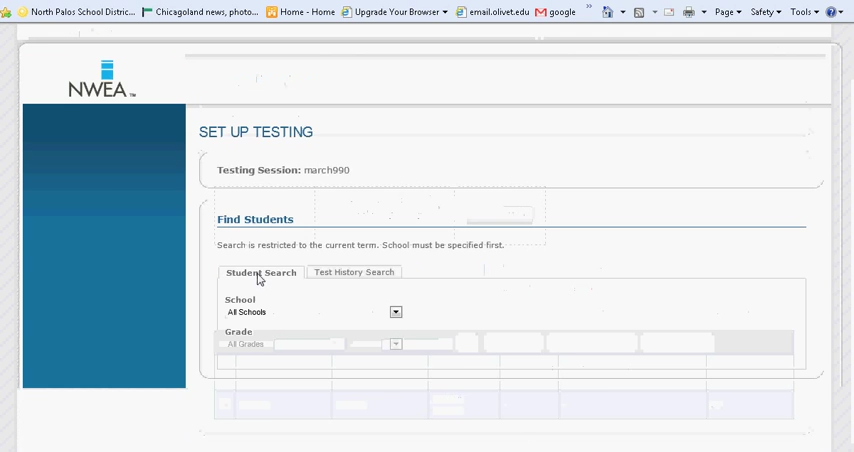 North Palos School Distric... Chicagoland news, photo... Home - Home Upgrade Your Browser email.olivet.edu google » Page Safety Tools
NWEA TM
SET UP TESTING
Testing Session: march990
Find Students
Search is restricted to the current term. School must be specified first.
Student Search Test History Search
School
All Schools
Grade
All Grades